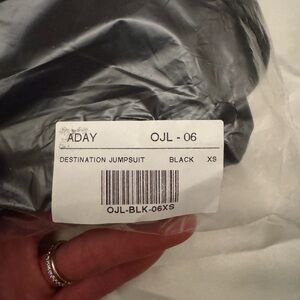 ADAY OJL - 06
DESTINATION JUMPSUIT BLACK XS
OJL-BLK-06XS